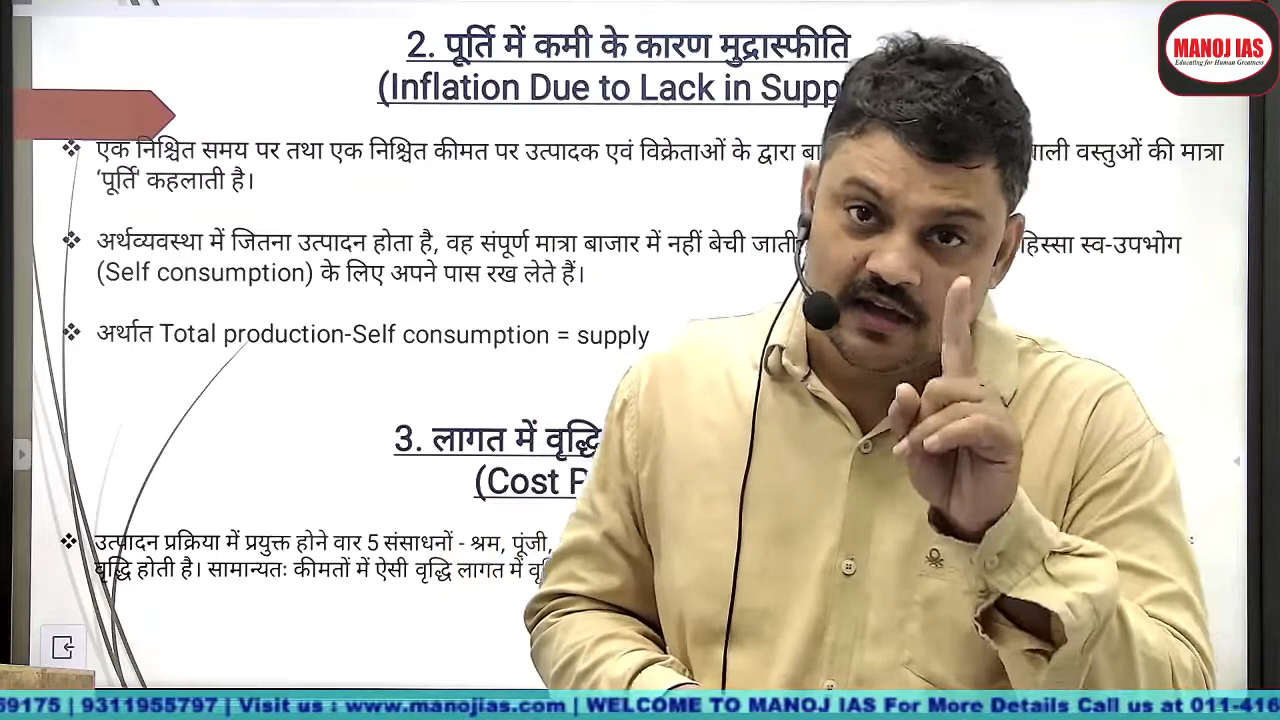 2. पूर्ति में कमी के कारण मुद्रास्फीति
(Inflation Due to Lack in Supp
MANOJ IAS
Educating for Human Greatness
❖ एक निश्चित समय पर तथा एक निश्चित कीमत पर उत्पादक एवं विक्रेताओं के द्वारा बा वाली वस्तुओं की मात्रा
‘पूर्ति’ कहलाती है।
❖ अर्थव्यवस्था में जितना उत्पादन होता है, वह संपूर्ण मात्रा बाजार में नहीं बेची जाती हिस्सा स्व-उपभोग
(Self consumption) के लिए अपने पास रख लेते हैं।
❖ अर्थात Total production-Self consumption = supply
3. लागत में वृद्धि
(Cost P
❖ उत्पादन प्रक्रिया में प्रयुक्त होने वार 5 संसाधनों - श्रम, पूंजी,
वृद्धि होती है। सामान्यतः कीमतों में ऐसी वृद्धि लागत में वृ
59175 | 9311955797 | Visit us : www.manojias.com | WELCOME TO MANOJ IAS For More Details Call us at 011-416